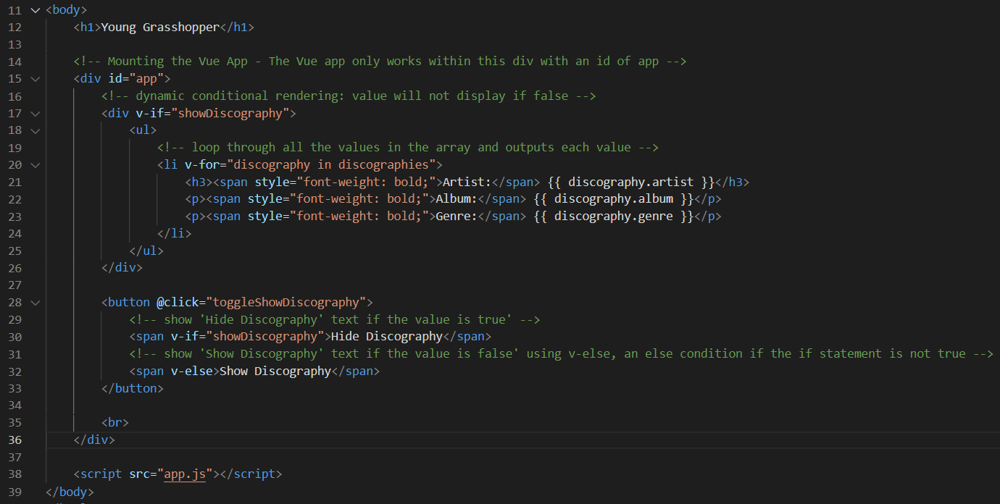 11 <body>
12 <h1>Young Grasshopper</h1>
13
14 <!-- Mounting the Vue App - The Vue app only works within this div with an id of app -->
15 <div id="app">
16 <!-- dynamic conditional rendering: value will not display if false -->
17 <div v-if="showDiscography">
18 <ul>
19 <!-- loop through all the values in the array and outputs each value -->
20 <li v-for="discography in discographies">
21 <h3><span style="font-weight: bold;">Artist:</span> {{ discography.artist }}</h3>
22 <p><span style="font-weight: bold;">Album:</span> {{ discography.album }}</p>
23 <p><span style="font-weight: bold;">Genre:</span> {{ discography.genre }}</p>
24 </li>
25 </ul>
26 </div>
27
28 <button @click="toggleShowDiscography">
29 <!-- show 'Hide Discography' text if the value is true' -->
30 <span v-if="showDiscography">Hide Discography</span>
31 <!-- show 'Show Discography' text if the value is false' using v-else, an else condition if the if statement is not true -->
32 <span v-else>Show Discography</span>
33 </button>
34
35 <br>
36 </div>
37
38 <script src="app.js"></script>
39 </body>